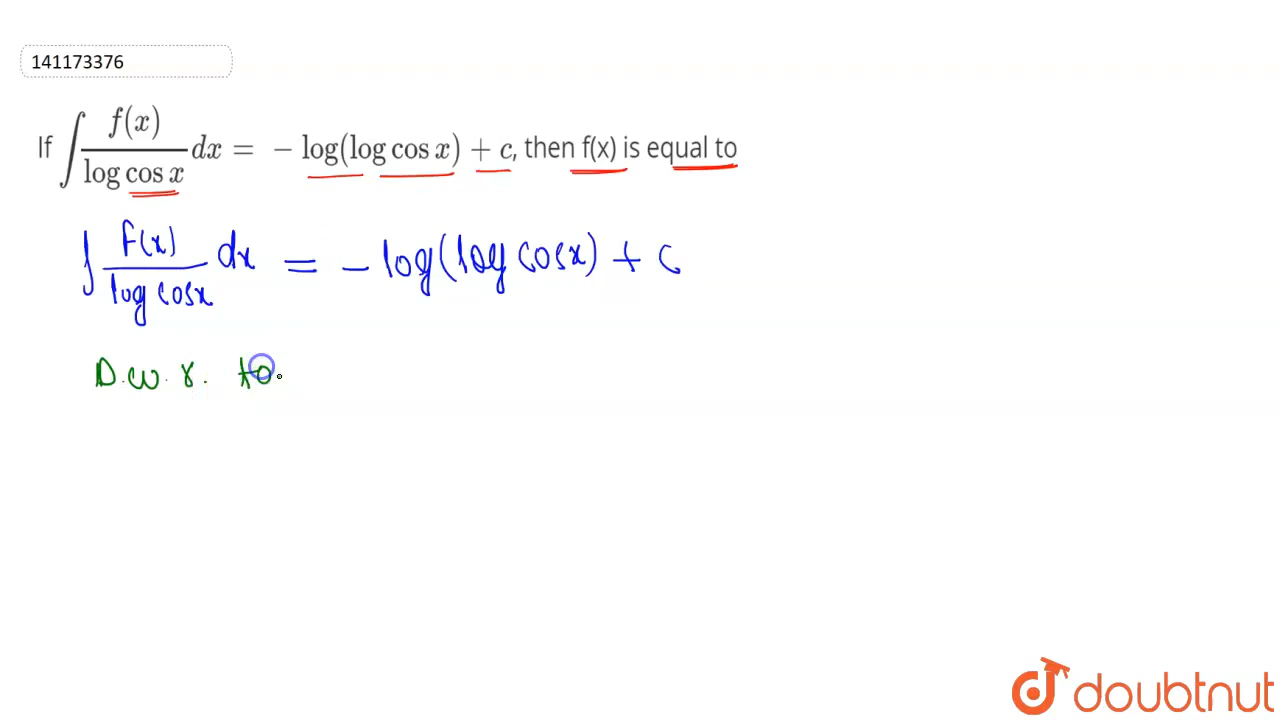 141173376
If ∫ f(x)/(log cos x) dx = − log(log cos x) + c, then f(x) is equal to
∫ f(x)/(log cosx) dx = − log(log cosx) + c
D.w.r. to.
doubtnut